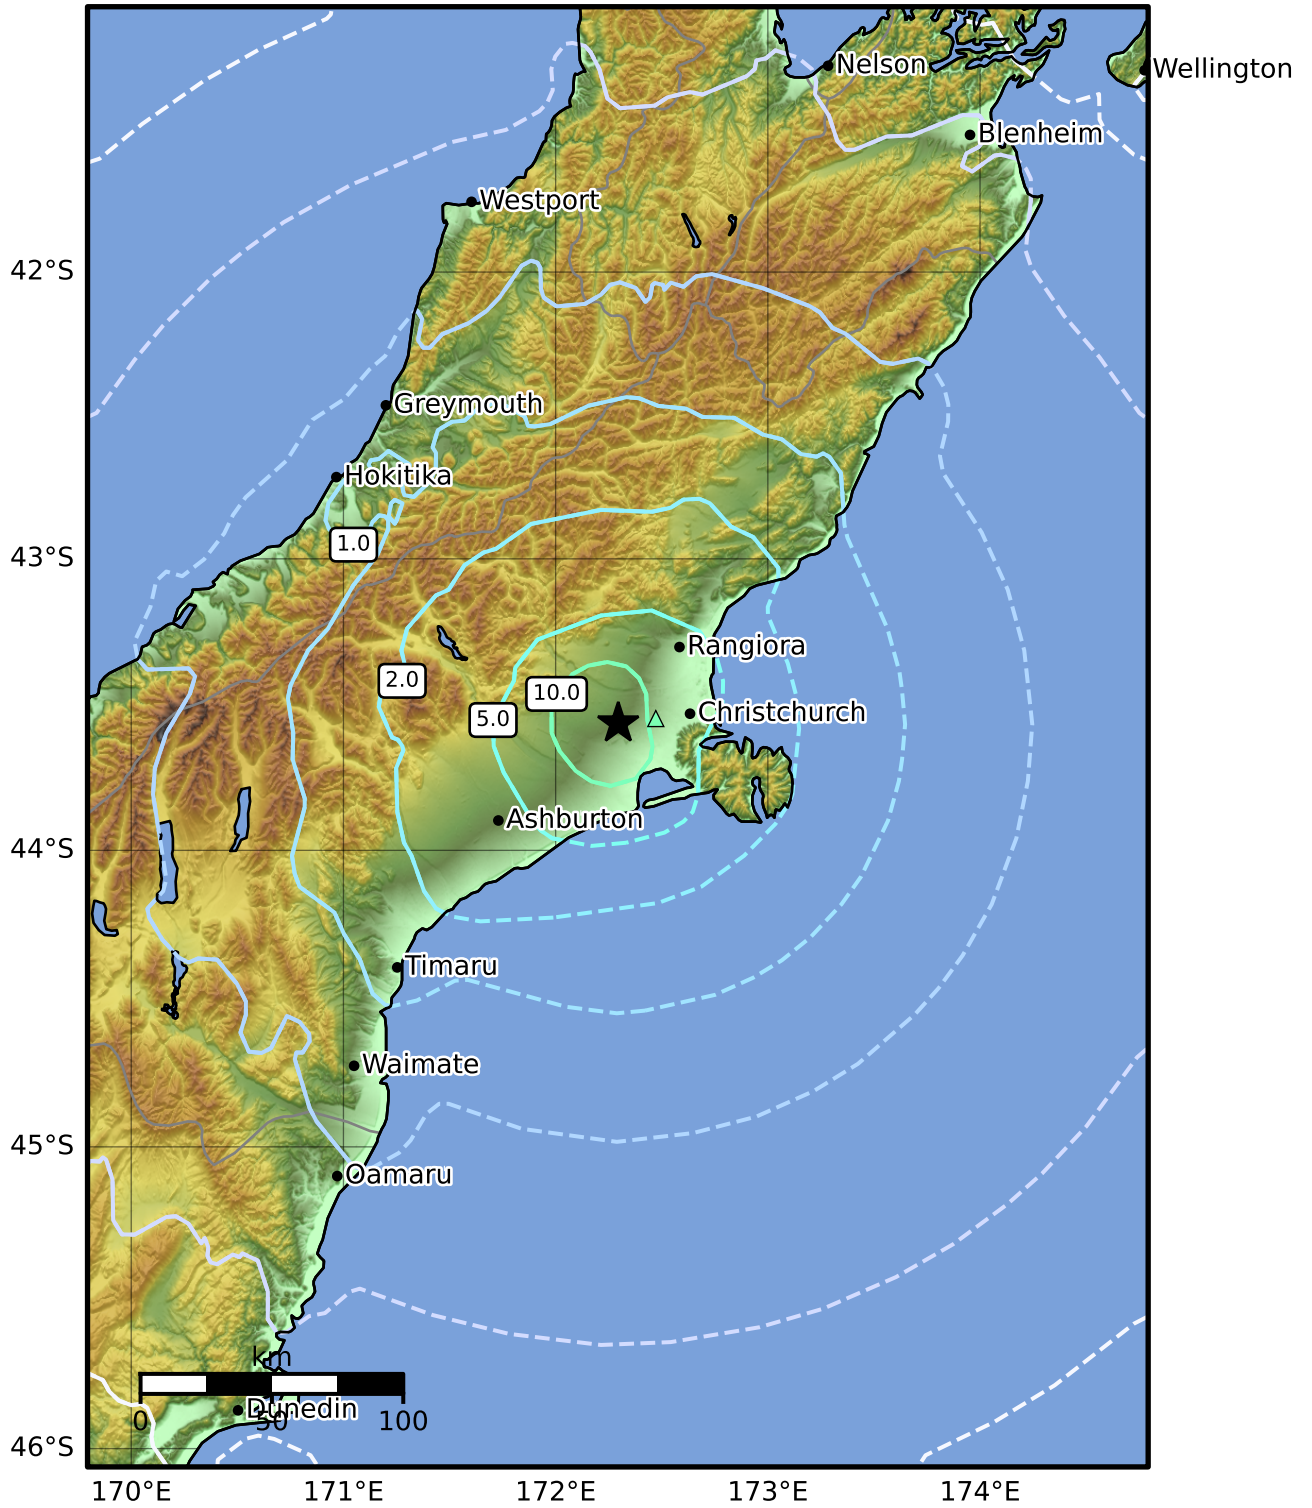 Nelson
Wellington
Blenheim
Westport
42°S
Greymouth
Hokitika
1.0
43°S
Rangiora
2.0
10.0
5.0
Christchurch
Ashburton
44°S
Timaru
Waimate
45°S
Oamaru
km
Dunedin
0 50 100
46°S
170°E 171°E 172°E 173°E 174°E